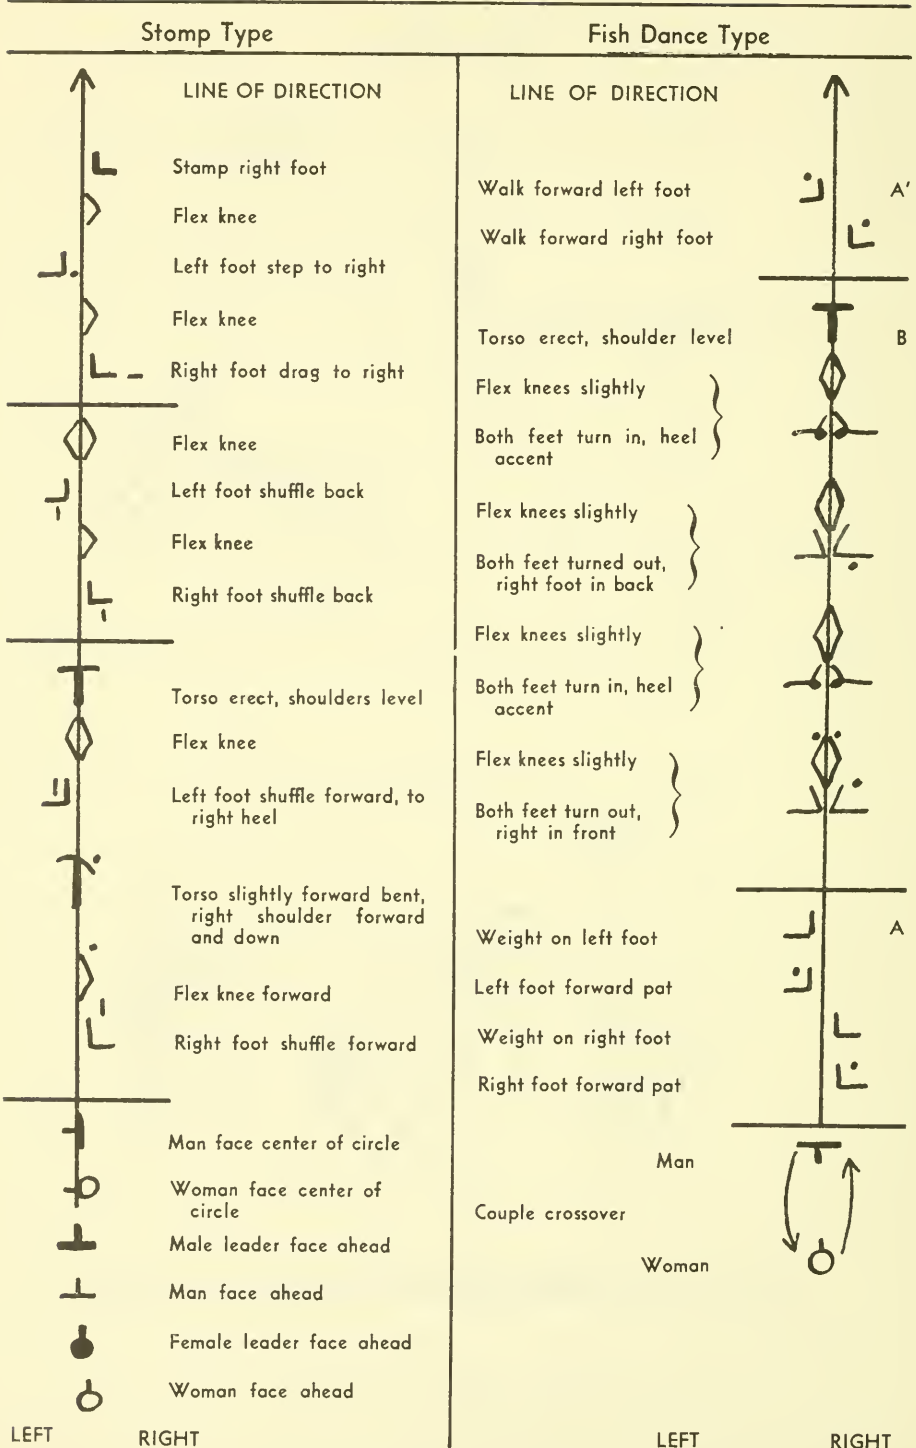 Stomp Type
LINE OF DIRECTION
Stamp right foot
Flex knee
Left foot step to right
Flex knee
Right foot drag to right
Flex knee
Left foot shuffle back
Flex knee
Right foot shuffle back
Torso erect, shoulders level
Flex knee
Left foot shuffle forward, to
right heel
Torso slightly forward bent,
right shoulder forward
and down
Flex knee forward
Right foot shuffle forward
Man face center of circle
Woman face center of
circle
Male leader face ahead
Man face ahead
Female leader face ahead
Woman face ahead
LEFT RIGHT
Fish Dance Type
LINE OF DIRECTION
Walk forward left foot A'
Walk forward right foot
Torso erect, shoulder level B
Flex knees slightly
Both feet turn in, heel
accent
Flex knees slightly
Both feet turned out,
right foot in back
Flex knees slightly
Both feet turn in, heel
accent
Flex knees slightly
Both feet turn out,
right in front
Weight on left foot A
Left foot forward pat
Weight on right foot
Right foot forward pat
Man
Couple crossover
Woman
LEFT RIGHT